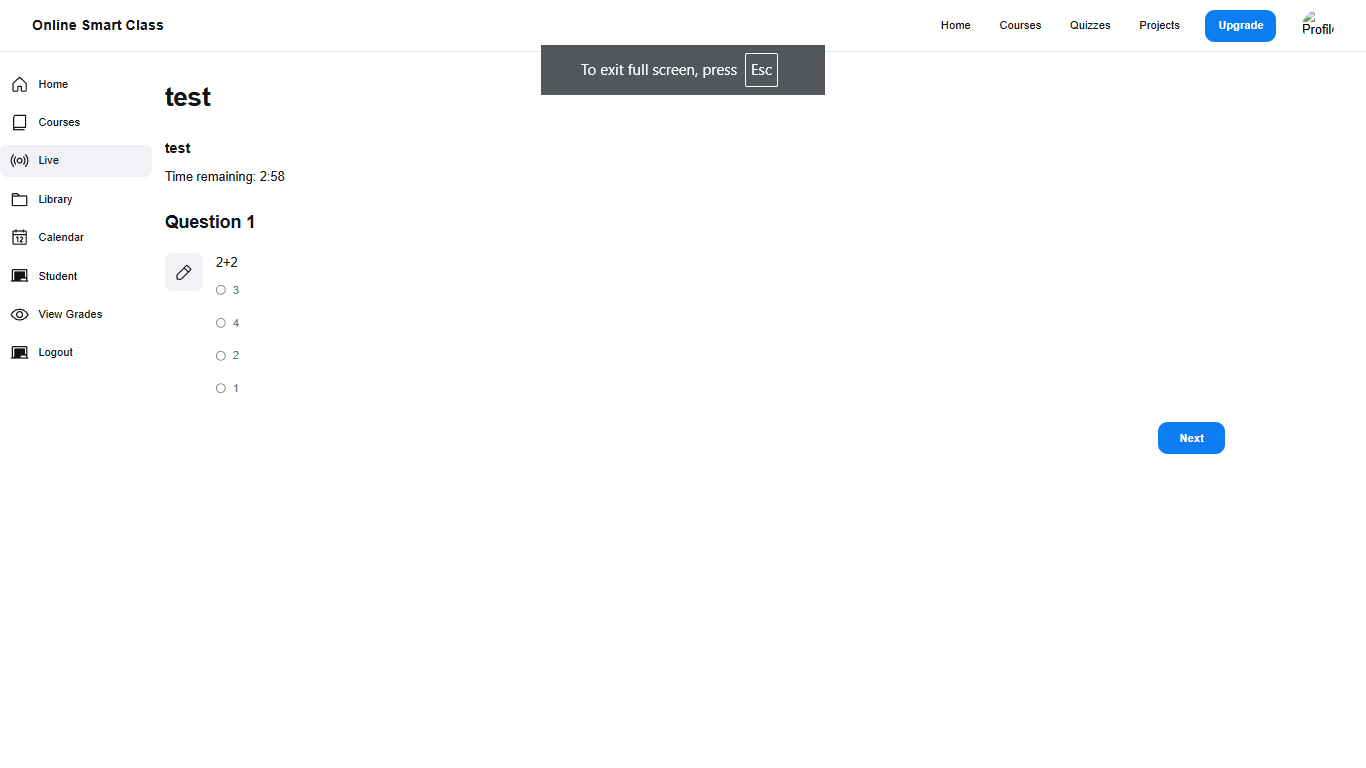 Online Smart Class
Home
Courses
Quizzes
Projects
Upgrade
To exit full screen, press Esc
Home
Courses
Live
Library
12
Calendar
Student
View Grades
Logout
test
test
Time remaining: 2:58
Question 1
2+2
3
4
2
1
Next